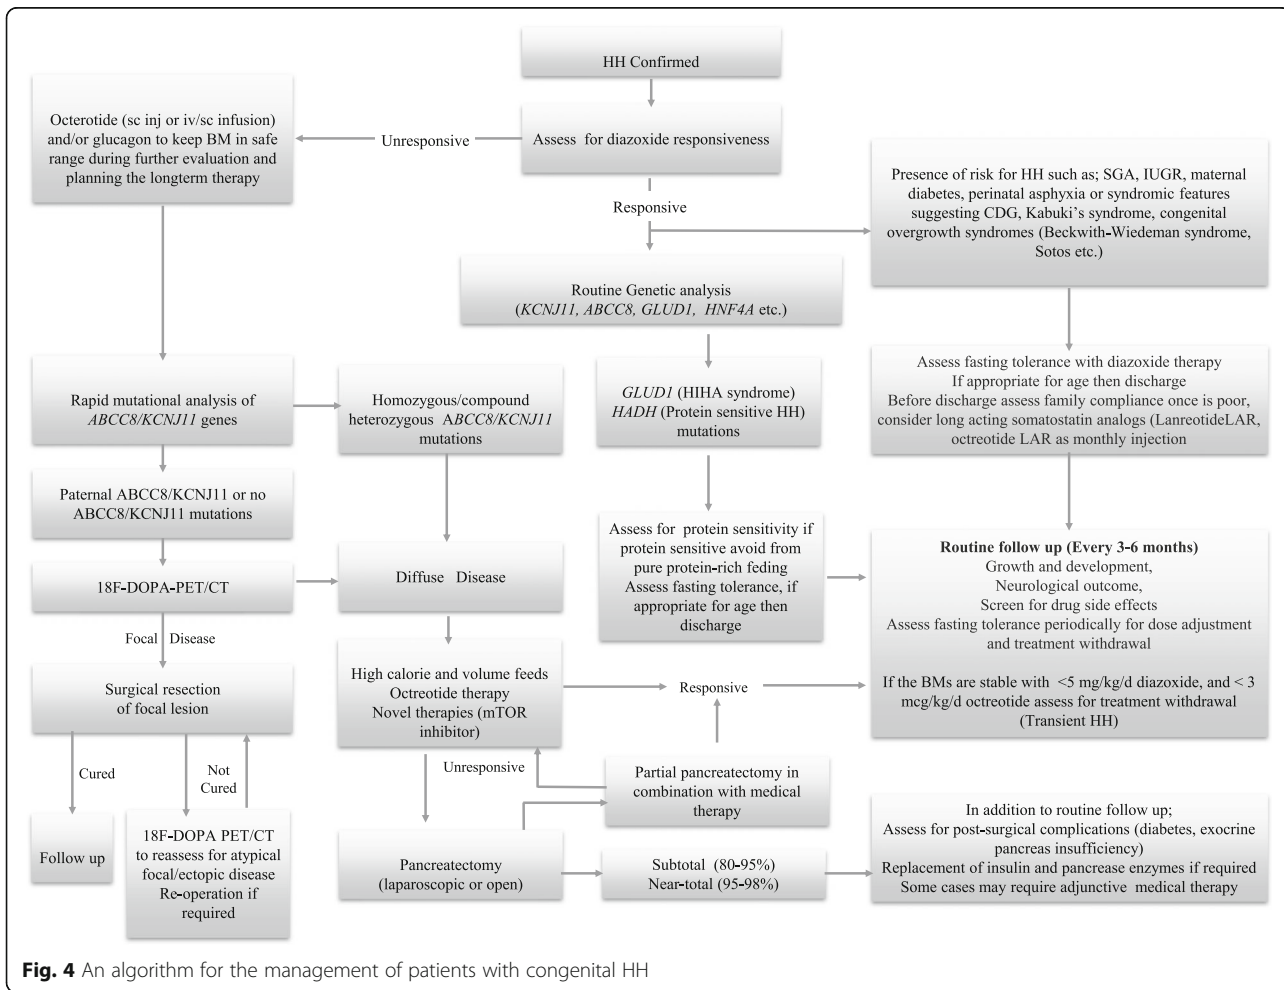 HH Confirmed
Octerotide (sc inj or iv/sc infusion)
and/or glucagon to keep BM in safe
range during further evaluation and
planning the longterm therapy
Unresponsive
Assess for diazoxide responsiveness
Responsive
Presence of risk for HH such as; SGA, IUGR, maternal
diabetes, perinatal asphyxia or syndromic features
suggesting CDG, Kabuki's syndrome, congenital
overgrowth syndromes (Beckwith-Wiedeman syndrome,
Sotos etc.)
Routine Genetic analysis
(KCNJ11, ABCC8, GLUD1, HNF4A etc.)
Rapid mutational analysis of
ABCC8/KCNJ11 genes
Homozygous/compound
heterozygous ABCC8/KCNJ11
mutations
GLUD1 (HIHA syndrome)
HADH (Protein sensitive HH)
mutations
Assess fasting tolerance with diazoxide therapy
If appropriate for age then discharge
Before discharge assess family compliance once is poor,
consider long acting somatostatin analogs (LanreotideLAR,
octreotide LAR as monthly injection
Paternal ABCC8/KCNJ11 or no
ABCC8/KCNJ11 mutations
Assess for protein sensitivity if
protein sensitive avoid from
pure protein-rich feding
Assess fasting tolerance, if
appropriate for age then
discharge
Routine follow up (Every 3-6 months)
Growth and development,
Neurological outcome,
Screen for drug side effects
Assess fasting tolerance periodically for dose adjustment
and treatment withdrawal
If the BMs are stable with <5 mg/kg/d diazoxide, and < 3
mcg/kg/d octreotide assess for treatment withdrawal
(Transient HH)
18F-DOPA-PET/CT
Diffuse Disease
Focal Disease
Surgical resection
of focal lesion
High calorie and volume feeds
Octreotide therapy
Novel therapies (mTOR
inhibitor)
Responsive
Cured
Not
Cured
Unresponsive
Partial pancreatectomy in
combination with medical
therapy
Follow up
18F-DOPA PET/CT
to reassess for atypical
focal/ectopic disease
Re-operation if
required
Pancreatectomy
(laparoscopic or open)
Subtotal (80-95%)
Near-total (95-98%)
In addition to routine follow up;
Assess for post-surgical complications (diabetes, exocrine
pancreas insufficiency)
Replacement of insulin and pancrease enzymes if required
Some cases may require adjunctive medical therapy
Fig. 4 An algorithm for the management of patients with congenital HH